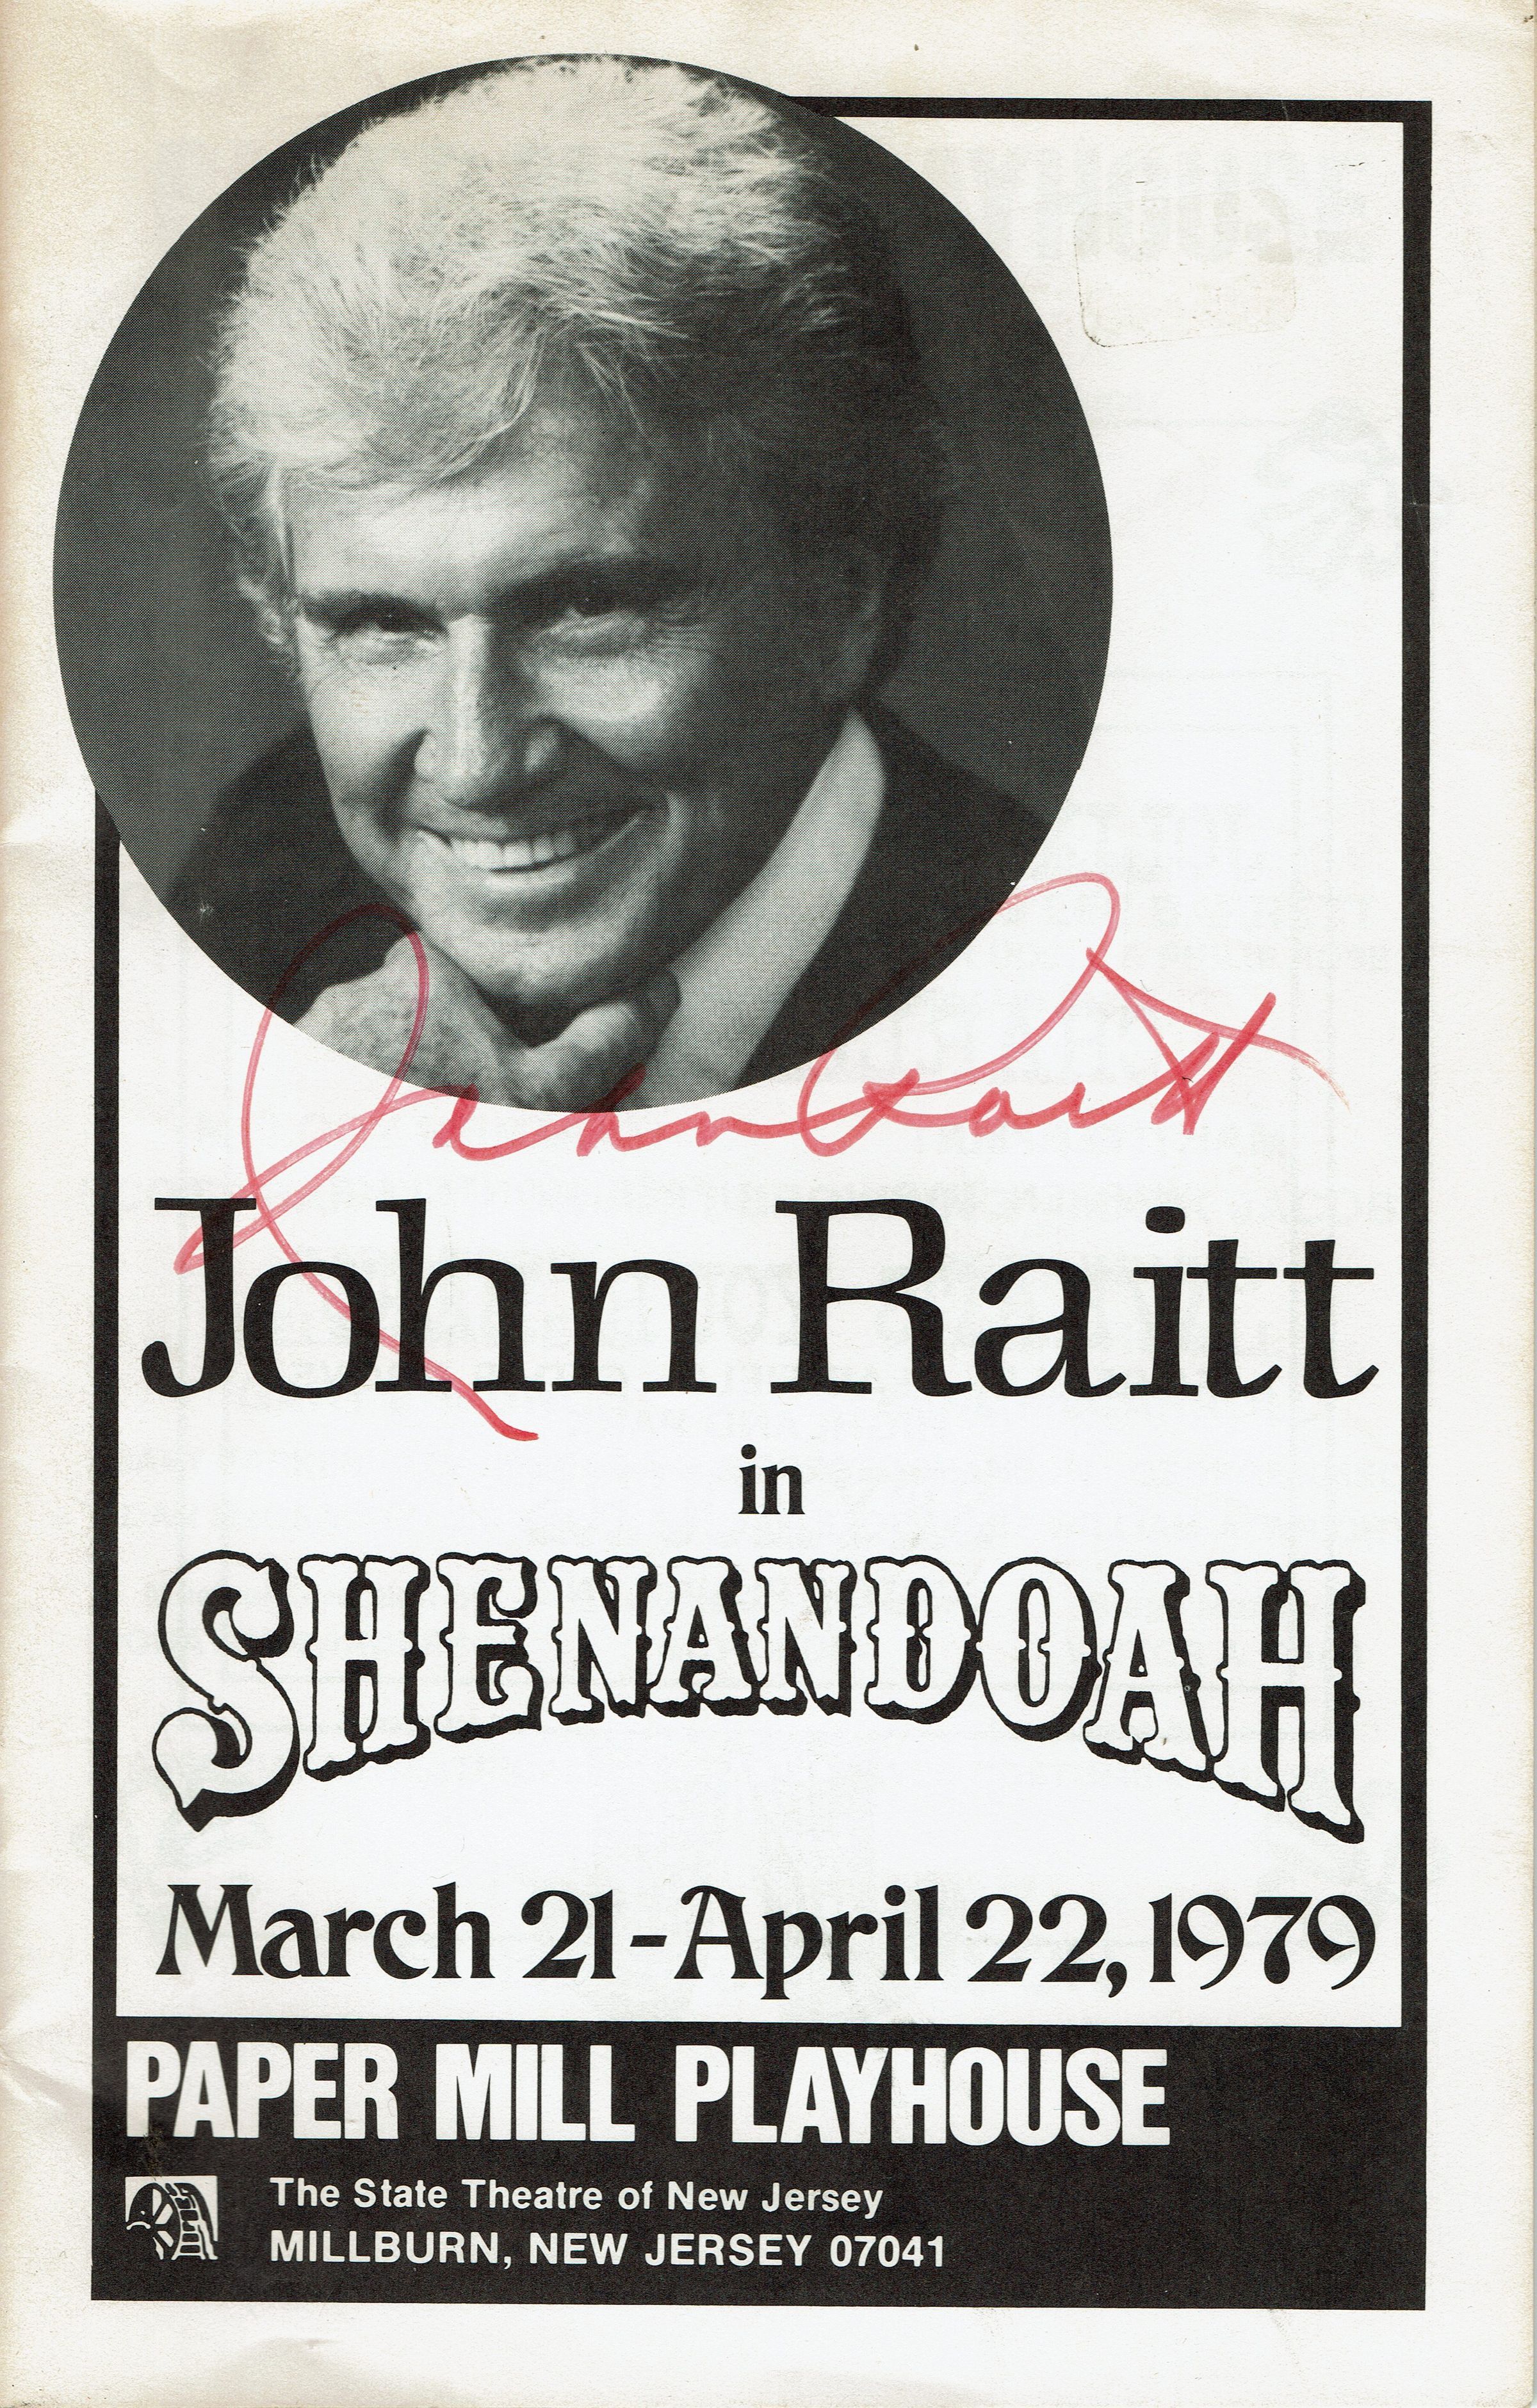 John Raitt
John Raitt
in
SHENANDOAH
March 21-April 22, 1979
PAPER MILL PLAYHOUSE
The State Theatre of New Jersey
MILLBURN, NEW JERSEY 07041